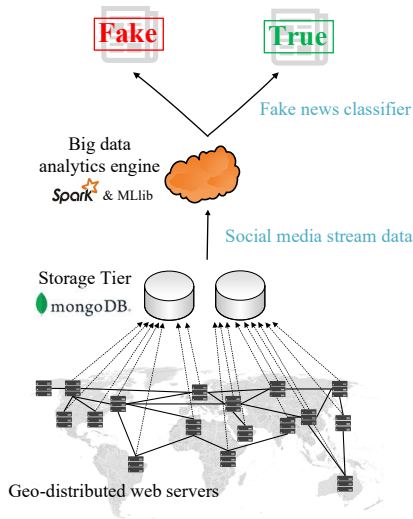 Fake
True
Fake news classifier
Big data
analytics engine
Spark & MLlib
Social media stream data
Storage Tier
mongoDB®
Geo-distributed web servers